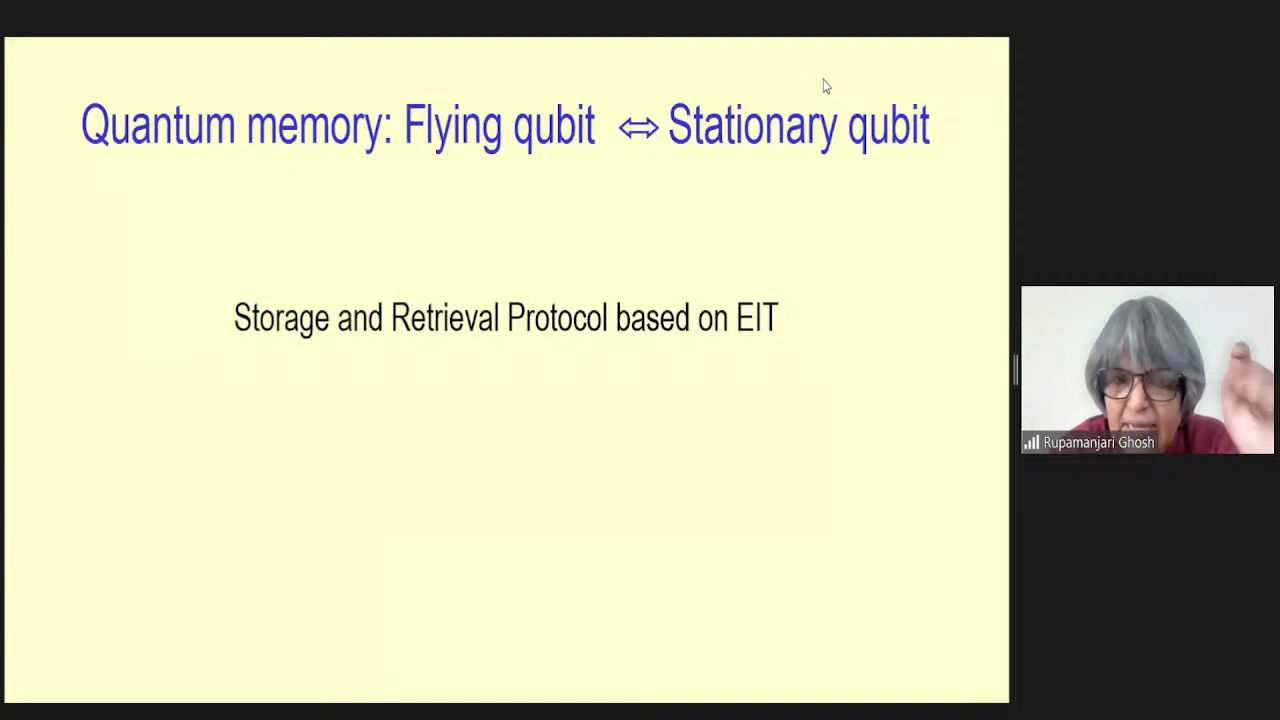 Quantum memory: Flying qubit ⇔ Stationary qubit
Storage and Retrieval Protocol based on EIT
Rupamanjari Ghosh